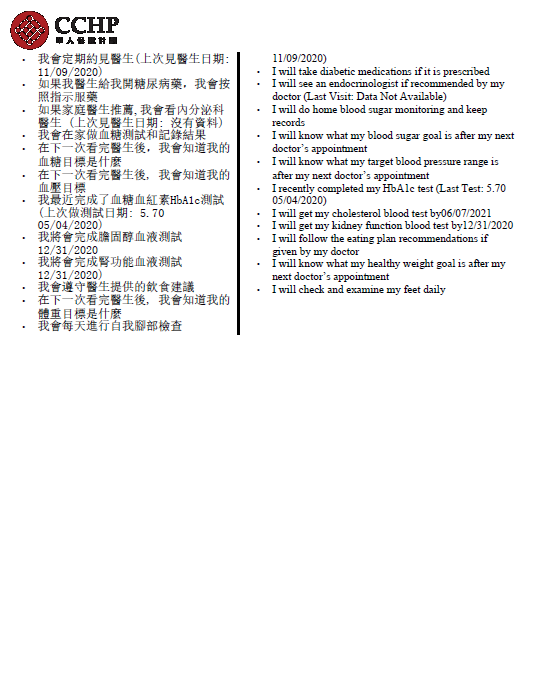 CCHP
華人保健計劃
• 我會定期約見醫生(上次見醫生日期:
11/09/2020)
• 如果我醫生給我開糖尿病藥，我會按
照指示服藥
• 如果家庭醫生推薦,我會看內分泌科
醫生 (上次見醫生日期: 沒有資料)
• 我會在家做血糖測試和記錄結果
• 在下一次看完醫生後，我會知道我的
血糖目標是什麼
• 在下一次看完醫生後, 我會知道我的
血壓目標
• 我最近完成了血糖血紅素HbA1c測試
(上次做測試日期: 5.70
05/04/2020)
• 我將會完成膽固醇血液測試
12/31/2020
• 我將會完成腎功能血液測試
12/31/2020)
• 我會遵守醫生提供的飲食建議
• 在下一次看完醫生後, 我會知道我的
體重目標是什麼
• 我會每天進行自我腳部檢查
11/09/2020)
• I will take diabetic medications if it is prescribed
• I will see an endocrinologist if recommended by my
doctor (Last Visit: Data Not Available)
• I will do home blood sugar monitoring and keep
records
• I will know what my blood sugar goal is after my next
doctor’s appointment
• I will know what my target blood pressure range is
after my next doctor’s appointment
• I recently completed my HbA1c test (Last Test: 5.70
05/04/2020)
• I will get my cholesterol blood test by06/07/2021
• I will get my kidney function blood test by12/31/2020
• I will follow the eating plan recommendations if
given by my doctor
• I will know what my healthy weight goal is after my
next doctor’s appointment
• I will check and examine my feet daily